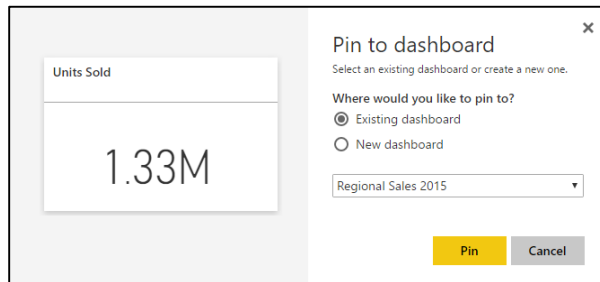 Units Sold
1.33M
Pin to dashboard
Select an existing dashboard or create a new one.
Where would you like to pin to?
Existing dashboard
New dashboard
Regional Sales 2015
Pin
Cancel